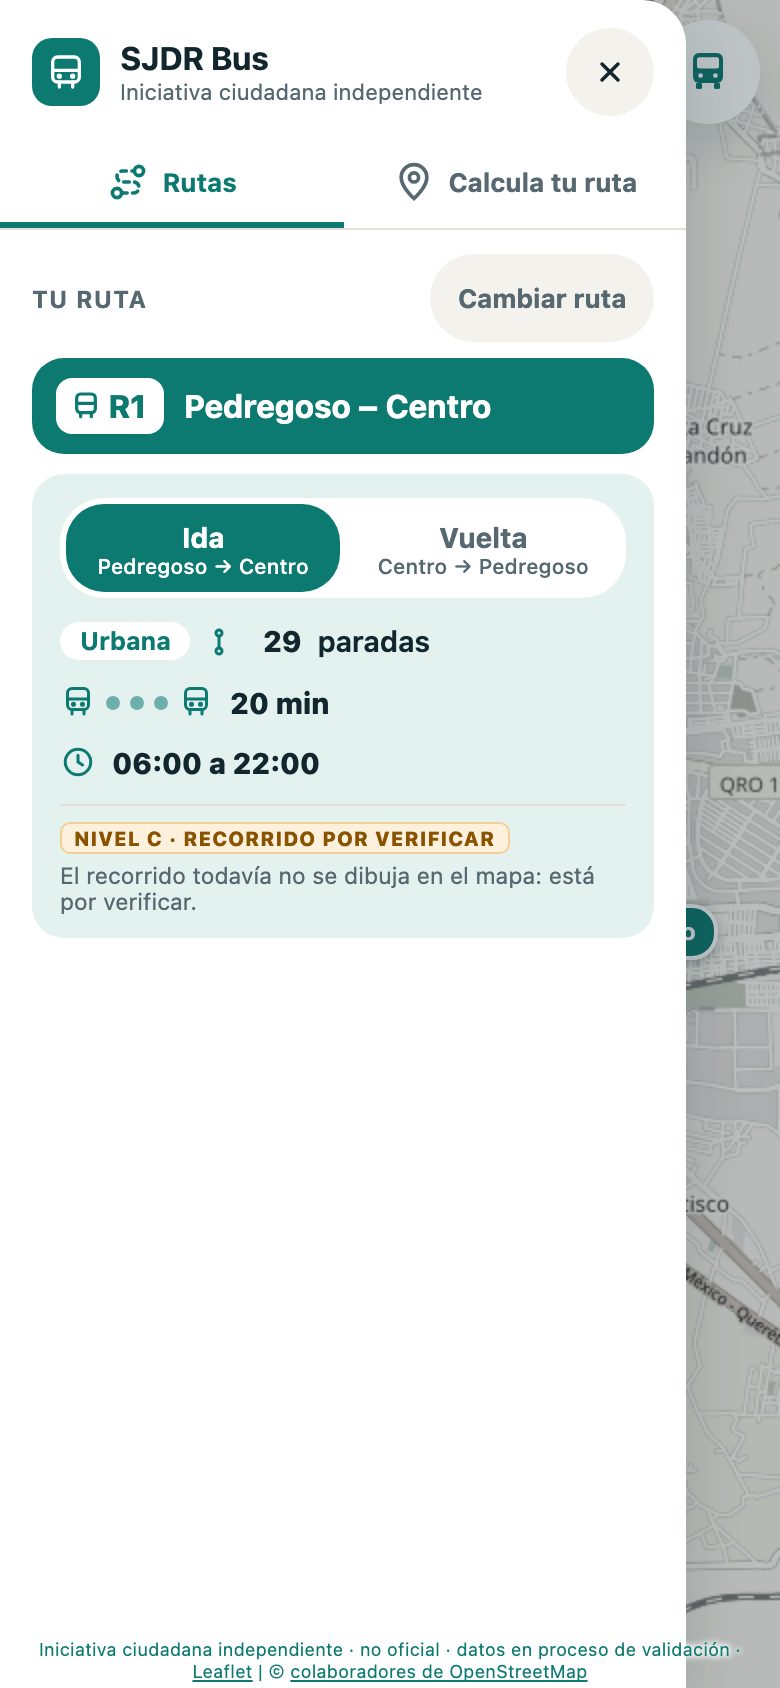 SJDR Bus
Iniciativa ciudadana independiente
Rutas
Calcula tu ruta
TU RUTA
Cambiar ruta
R1
Pedregoso – Centro
Ida
Pedregoso → Centro
Vuelta
Centro → Pedregoso
Urbana
29 paradas
20 min
06:00 a 22:00
NIVEL C · RECORRIDO POR VERIFICAR
El recorrido todavía no se dibuja en el mapa: está
por verificar.
Cruz
QRO 1
México - Queré
Iniciativa ciudadana independiente · no oficial · datos en proceso de validación ·
Leaflet | © colaboradores de OpenStreetMap